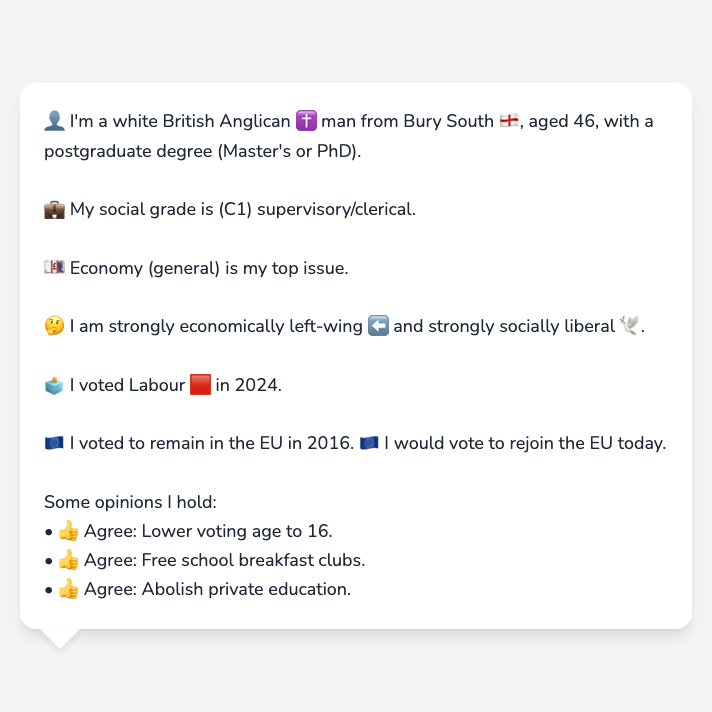 👤 I'm a white British Anglican ✝️ man from Bury South 🏴󠁧󠁢󠁥󠁮󠁧󠁿, aged 46, with a
postgraduate degree (Master's or PhD).
💼 My social grade is (C1) supervisory/clerical.
💷 Economy (general) is my top issue.
🤔 I am strongly economically left-wing ⬅️ and strongly socially liberal 🕊️.
🗳️ I voted Labour 🟥 in 2024.
🇪🇺 I voted to remain in the EU in 2016. 🇪🇺 I would vote to rejoin the EU today.
Some opinions I hold:
• 👍 Agree: Lower voting age to 16.
• 👍 Agree: Free school breakfast clubs.
• 👍 Agree: Abolish private education.